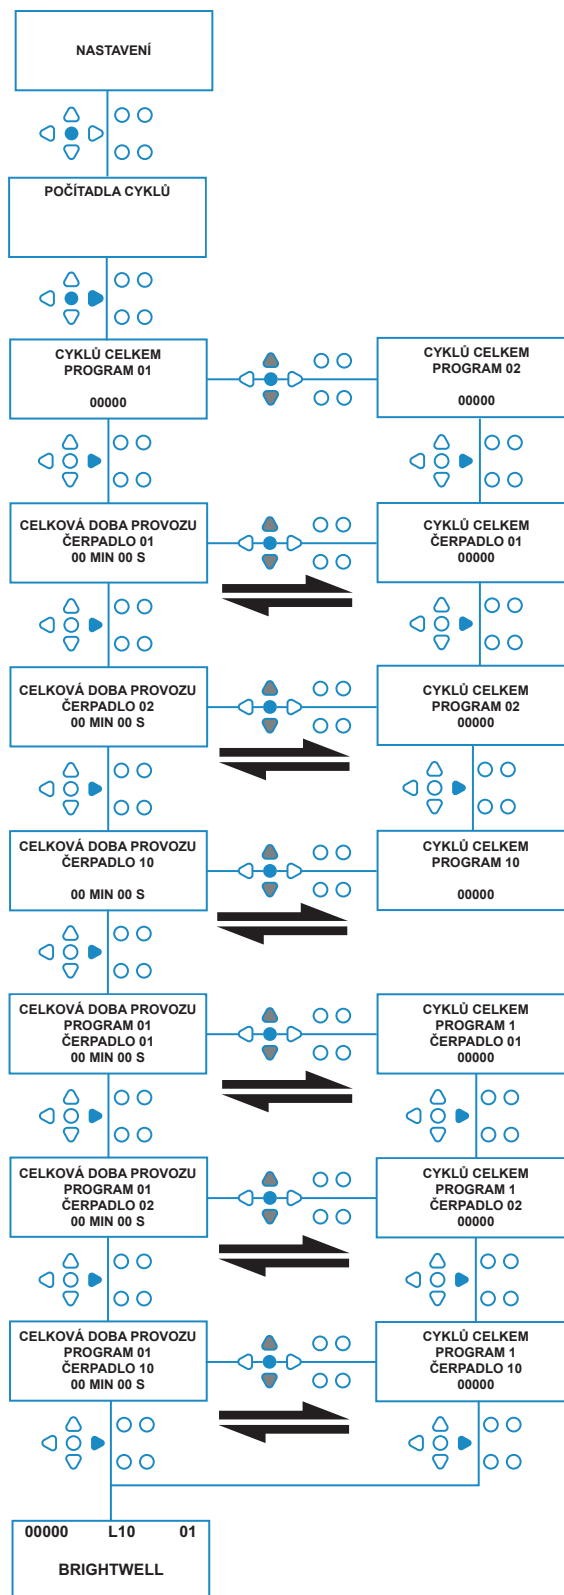 NASTAVENÍ
POČÍTADLA CYKLŮ
CYKLŮ CELKEM
PROGRAM 01
00000
CYKLŮ CELKEM
PROGRAM 02
00000
CELKOVÁ DOBA PROVOZU
ČERPADLO 01
00 MIN 00 S
CYKLŮ CELKEM
ČERPADLO 01
00000
CELKOVÁ DOBA PROVOZU
ČERPADLO 02
00 MIN 00 S
CYKLŮ CELKEM
PROGRAM 02
00000
CELKOVÁ DOBA PROVOZU
ČERPADLO 10
00 MIN 00 S
CYKLŮ CELKEM
PROGRAM 10
00000
CELKOVÁ DOBA PROVOZU
PROGRAM 01
ČERPADLO 01
00 MIN 00 S
CYKLŮ CELKEM
PROGRAM 1
ČERPADLO 01
00000
CELKOVÁ DOBA PROVOZU
PROGRAM 01
ČERPADLO 02
00 MIN 00 S
CYKLŮ CELKEM
PROGRAM 1
ČERPADLO 02
00000
CELKOVÁ DOBA PROVOZU
PROGRAM 01
ČERPADLO 10
00 MIN 00 S
CYKLŮ CELKEM
PROGRAM 1
ČERPADLO 10
00000
00000 L10 01
BRIGHTWELL